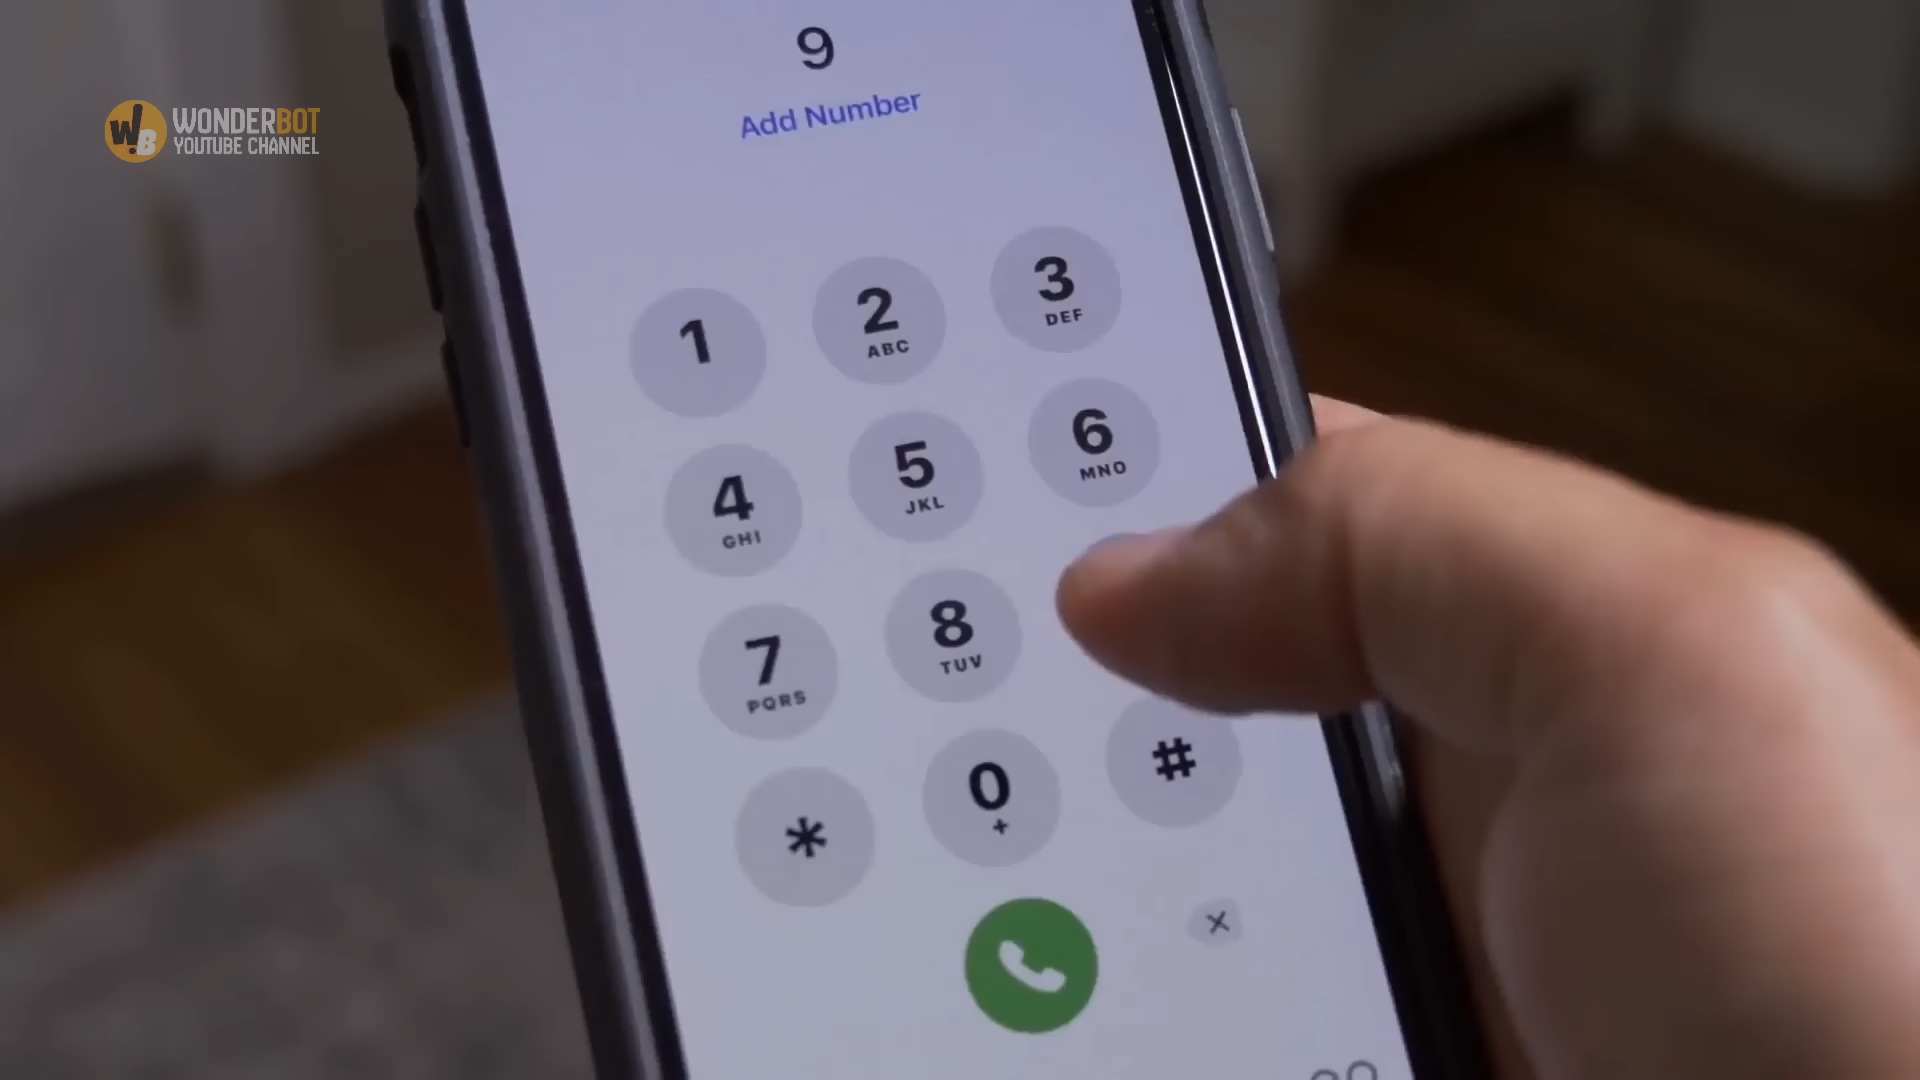 9
Add Number
W!B WONDERBOT
YOUTUBE CHANNEL
1
2
ABC
3
DEF
4
GHI
5
JKL
6
MNO
7
PQRS
8
TUV
*
0
+
#